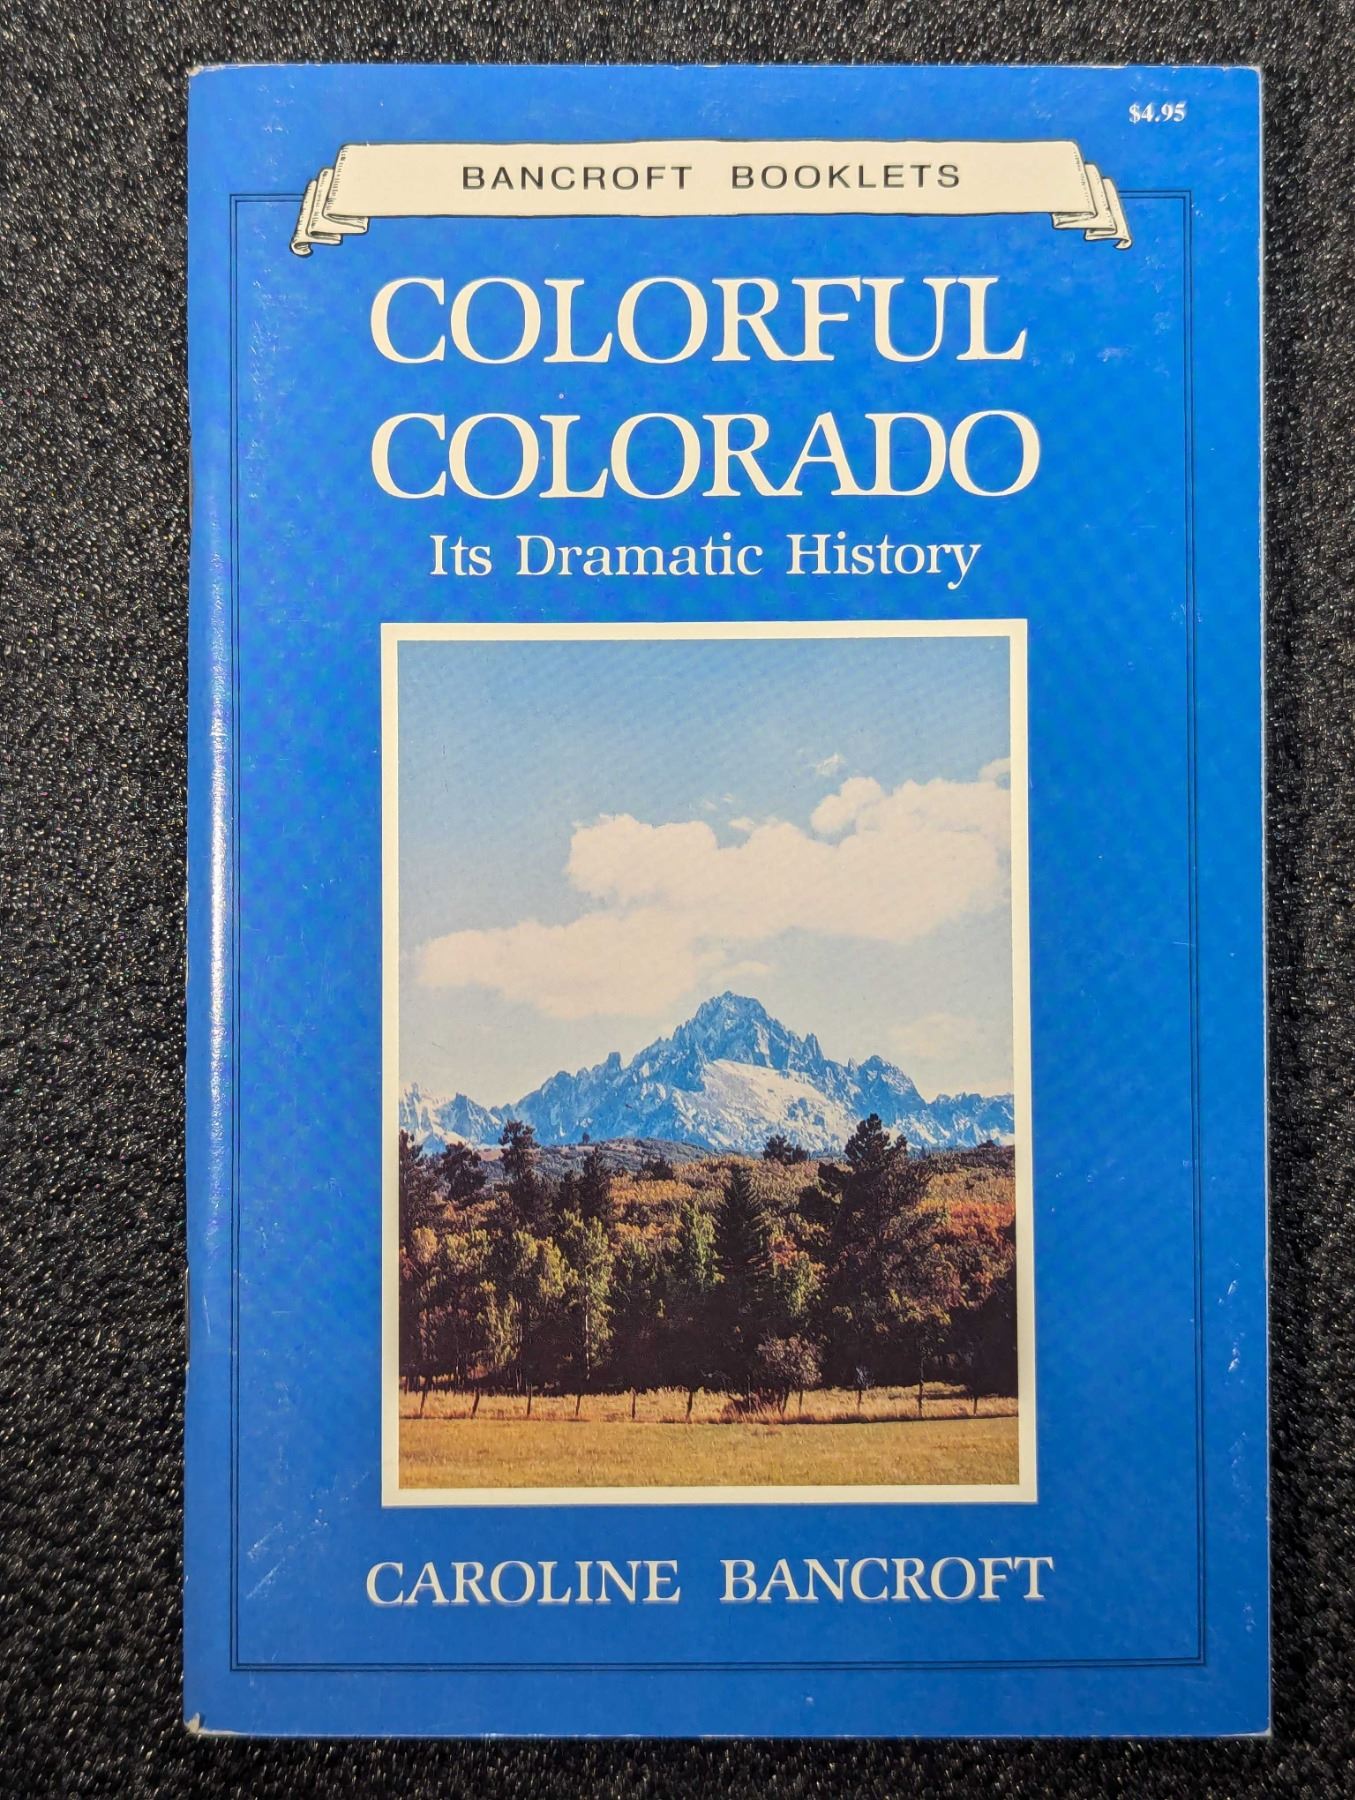 $4.95
BANCROFT BOOKLETS
COLORFUL
COLORADO
Its Dramatic History
CAROLINE BANCROFT